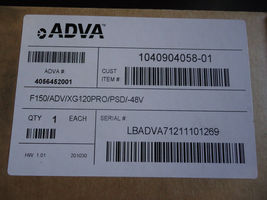 ADVA™
1040904058-01
ADVA #
4056452001
CUST
ITEM #
F150/ADV/XG120PRO/PSD/-48V
QTY 1 EACH
SERIAL #
LBADVA71211101269
HW 1.01
201030